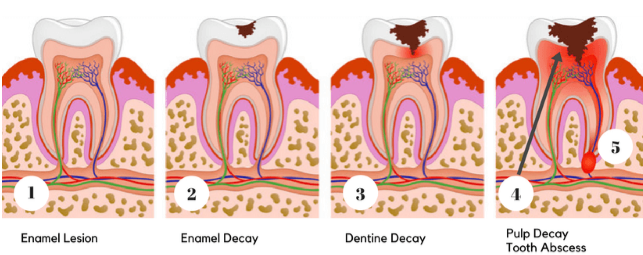 1
2
3
4
5
Enamel Lesion
Enamel Decay
Dentine Decay
Pulp Decay
Tooth Abscess